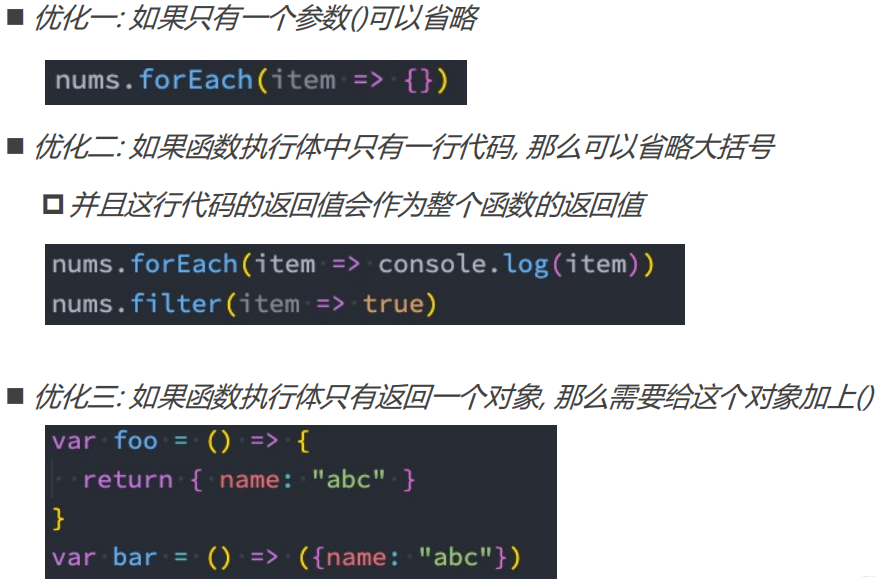 优化一: 如果只有一个参数()可以省略
nums.forEach(item => {})
优化二: 如果函数执行体中只有一行代码, 那么可以省略大括号
并且这行代码的返回值会作为整个函数的返回值
nums.forEach(item => console.log(item))
nums.filter(item => true)
优化三: 如果函数执行体只有返回一个对象, 那么需要给这个对象加上()
var foo = () => {
  return { name: "abc" }
}
var bar = () => ({name: "abc"})